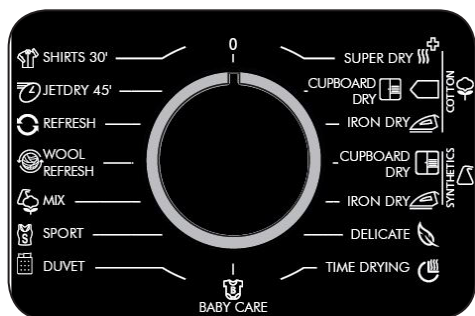 0
SHIRTS 30'
JETDRY 45'
REFRESH
WOOL
REFRESH
MIX
S
SPORT
DUVET
SUPER DRY
CUPBOARD
DRY
IRON DRY
COTTON
CUPBOARD
DRY
IRON DRY
SYNTHETICS
DELICATE
TIME DRYING
B
BABY CARE